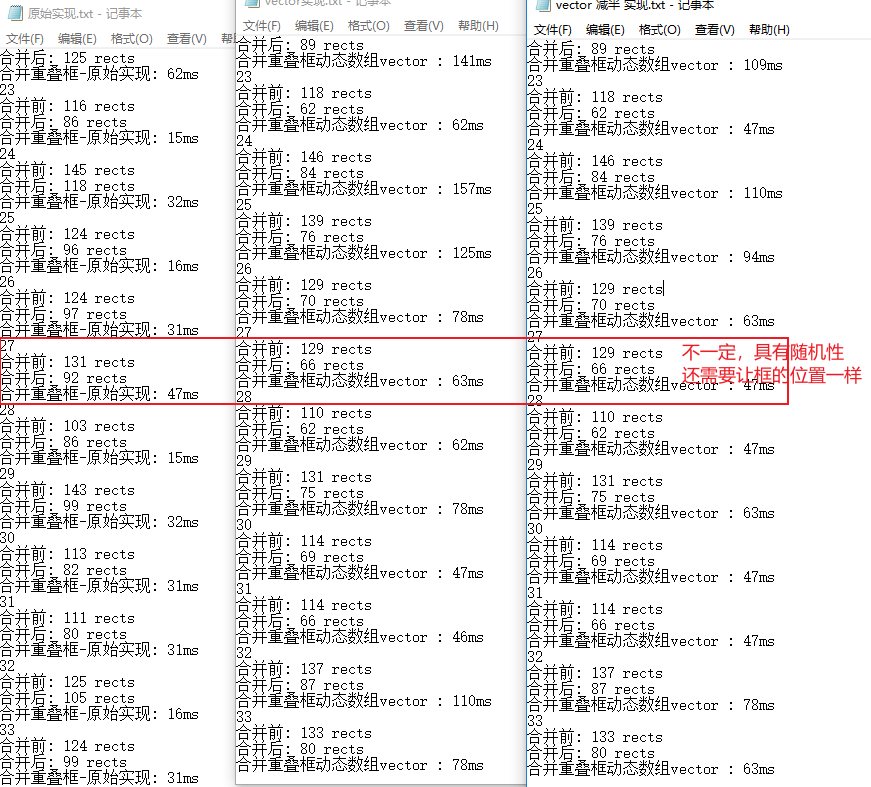 原始实现.txt - 记事本
文件(F) 编辑(E) 格式(O) 查看(V) 帮
合并后: 125 rects
合并重叠框-原始实现: 62ms
23
合并前: 116 rects
合并后: 86 rects
合并重叠框-原始实现: 15ms
24
合并前: 145 rects
合并后: 118 rects
合并重叠框-原始实现: 32ms
25
合并前: 124 rects
合并后: 96 rects
合并重叠框-原始实现: 16ms
26
合并前: 124 rects
合并后: 97 rects
合并重叠框-原始实现: 31ms
27
合并前: 131 rects
合并后: 92 rects
合并重叠框-原始实现: 47ms
28
合并前: 103 rects
合并后: 86 rects
合并重叠框-原始实现: 15ms
29
合并前: 143 rects
合并后: 99 rects
合并重叠框-原始实现: 32ms
30
合并前: 113 rects
合并后: 82 rects
合并重叠框-原始实现: 31ms
31
合并前: 111 rects
合并后: 80 rects
合并重叠框-原始实现: 31ms
32
合并前: 125 rects
合并后: 105 rects
合并重叠框-原始实现: 16ms
33
合并前: 124 rects
合并后: 99 rects
合并重叠框-原始实现: 31ms
vector实现.txt - 记事本
文件(F) 编辑(E) 格式(O) 查看(V) 帮助(H)
合并后: 89 rects
合并重叠框动态数组vector : 141ms
23
合并前: 118 rects
合并后: 62 rects
合并重叠框动态数组vector : 62ms
24
合并前: 146 rects
合并后: 84 rects
合并重叠框动态数组vector : 157ms
25
合并前: 139 rects
合并后: 76 rects
合并重叠框动态数组vector : 125ms
26
合并前: 129 rects
合并后: 70 rects
合并重叠框动态数组vector : 78ms
27
合并前: 129 rects
合并后: 66 rects
合并重叠框动态数组vector : 63ms
28
合并前: 110 rects
合并后: 62 rects
合并重叠框动态数组vector : 62ms
29
合并前: 131 rects
合并后: 75 rects
合并重叠框动态数组vector : 78ms
30
合并前: 114 rects
合并后: 69 rects
合并重叠框动态数组vector : 47ms
31
合并前: 114 rects
合并后: 66 rects
合并重叠框动态数组vector : 46ms
32
合并前: 137 rects
合并后: 87 rects
合并重叠框动态数组vector : 110ms
33
合并前: 133 rects
合并后: 80 rects
合并重叠框动态数组vector : 78ms
vector 减半 实现.txt - 记事本
文件(F) 编辑(E) 格式(O) 查看(V) 帮助(H)
合并后: 89 rects
合并重叠框动态数组vector : 109ms
23
合并前: 118 rects
合并后: 62 rects
合并重叠框动态数组vector : 47ms
24
合并前: 146 rects
合并后: 84 rects
合并重叠框动态数组vector : 110ms
25
合并前: 139 rects
合并后: 76 rects
合并重叠框动态数组vector : 94ms
26
合并前: 129 rects
合并后: 70 rects
合并重叠框动态数组vector : 63ms
27
合并前: 129 rects
合并后: 66 rects
合并重叠框动态数组vector : 47ms
28
合并前: 110 rects
合并后: 62 rects
合并重叠框动态数组vector : 47ms
29
合并前: 131 rects
合并后: 75 rects
合并重叠框动态数组vector : 63ms
30
合并前: 114 rects
合并后: 69 rects
合并重叠框动态数组vector : 47ms
31
合并前: 114 rects
合并后: 66 rects
合并重叠框动态数组vector : 47ms
32
合并前: 137 rects
合并后: 87 rects
合并重叠框动态数组vector : 78ms
33
合并前: 133 rects
合并后: 80 rects
合并重叠框动态数组vector : 63ms
不一定，具有随机性
还需要让框的位置一样